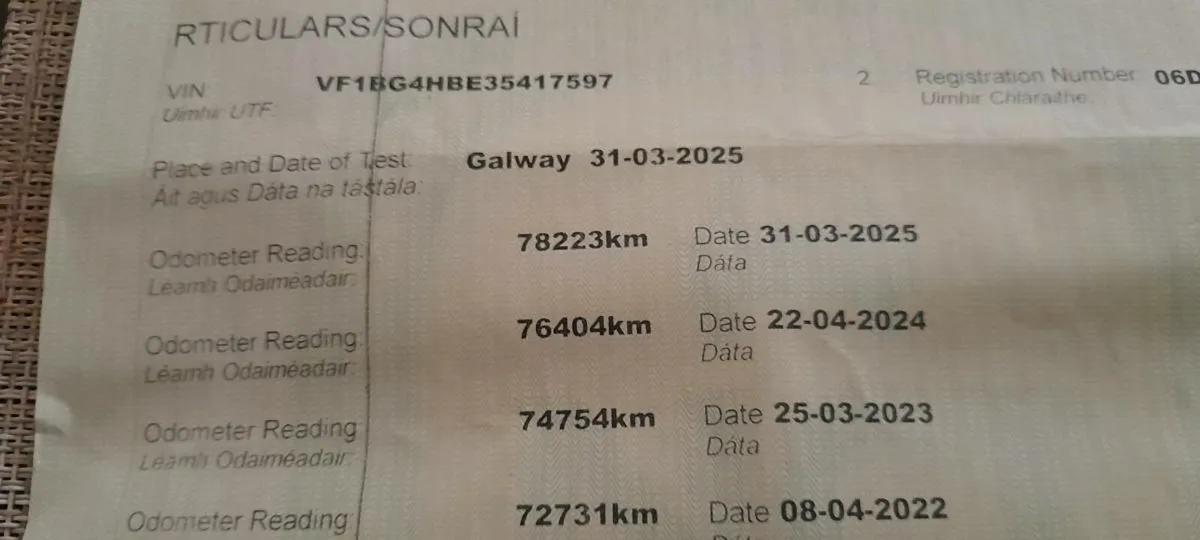 RTICULARS/SONRAÍ
VIN VF1BG4HBE35417597 2 Registration Number 06D
Uimhir UTF: Uimhir Chláraithe:
Place and Date of Test: Galway 31-03-2025
Áit agus Dáta na tástála:
Odometer Reading: 78223km Date 31-03-2025
Léamh Odaiméadair: Dáta
Odometer Reading: 76404km Date 22-04-2024
Léamh Odaiméadair: Dáta
Odometer Reading 74754km Date 25-03-2023
Léamh Odaiméadair: Dáta
Odometer Reading: 72731km Date 08-04-2022